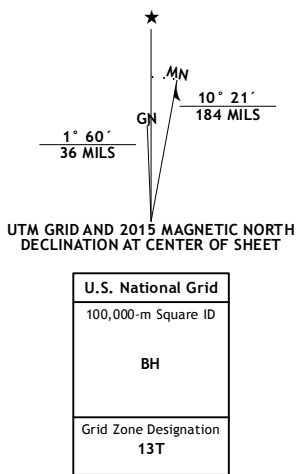 ★
MN
GN
10° 21´
184 MILS
1° 60´
36 MILS
UTM GRID AND 2015 MAGNETIC NORTH
DECLINATION AT CENTER OF SHEET
U.S. National Grid
100,000-m Square ID
BH
Grid Zone Designation
13T